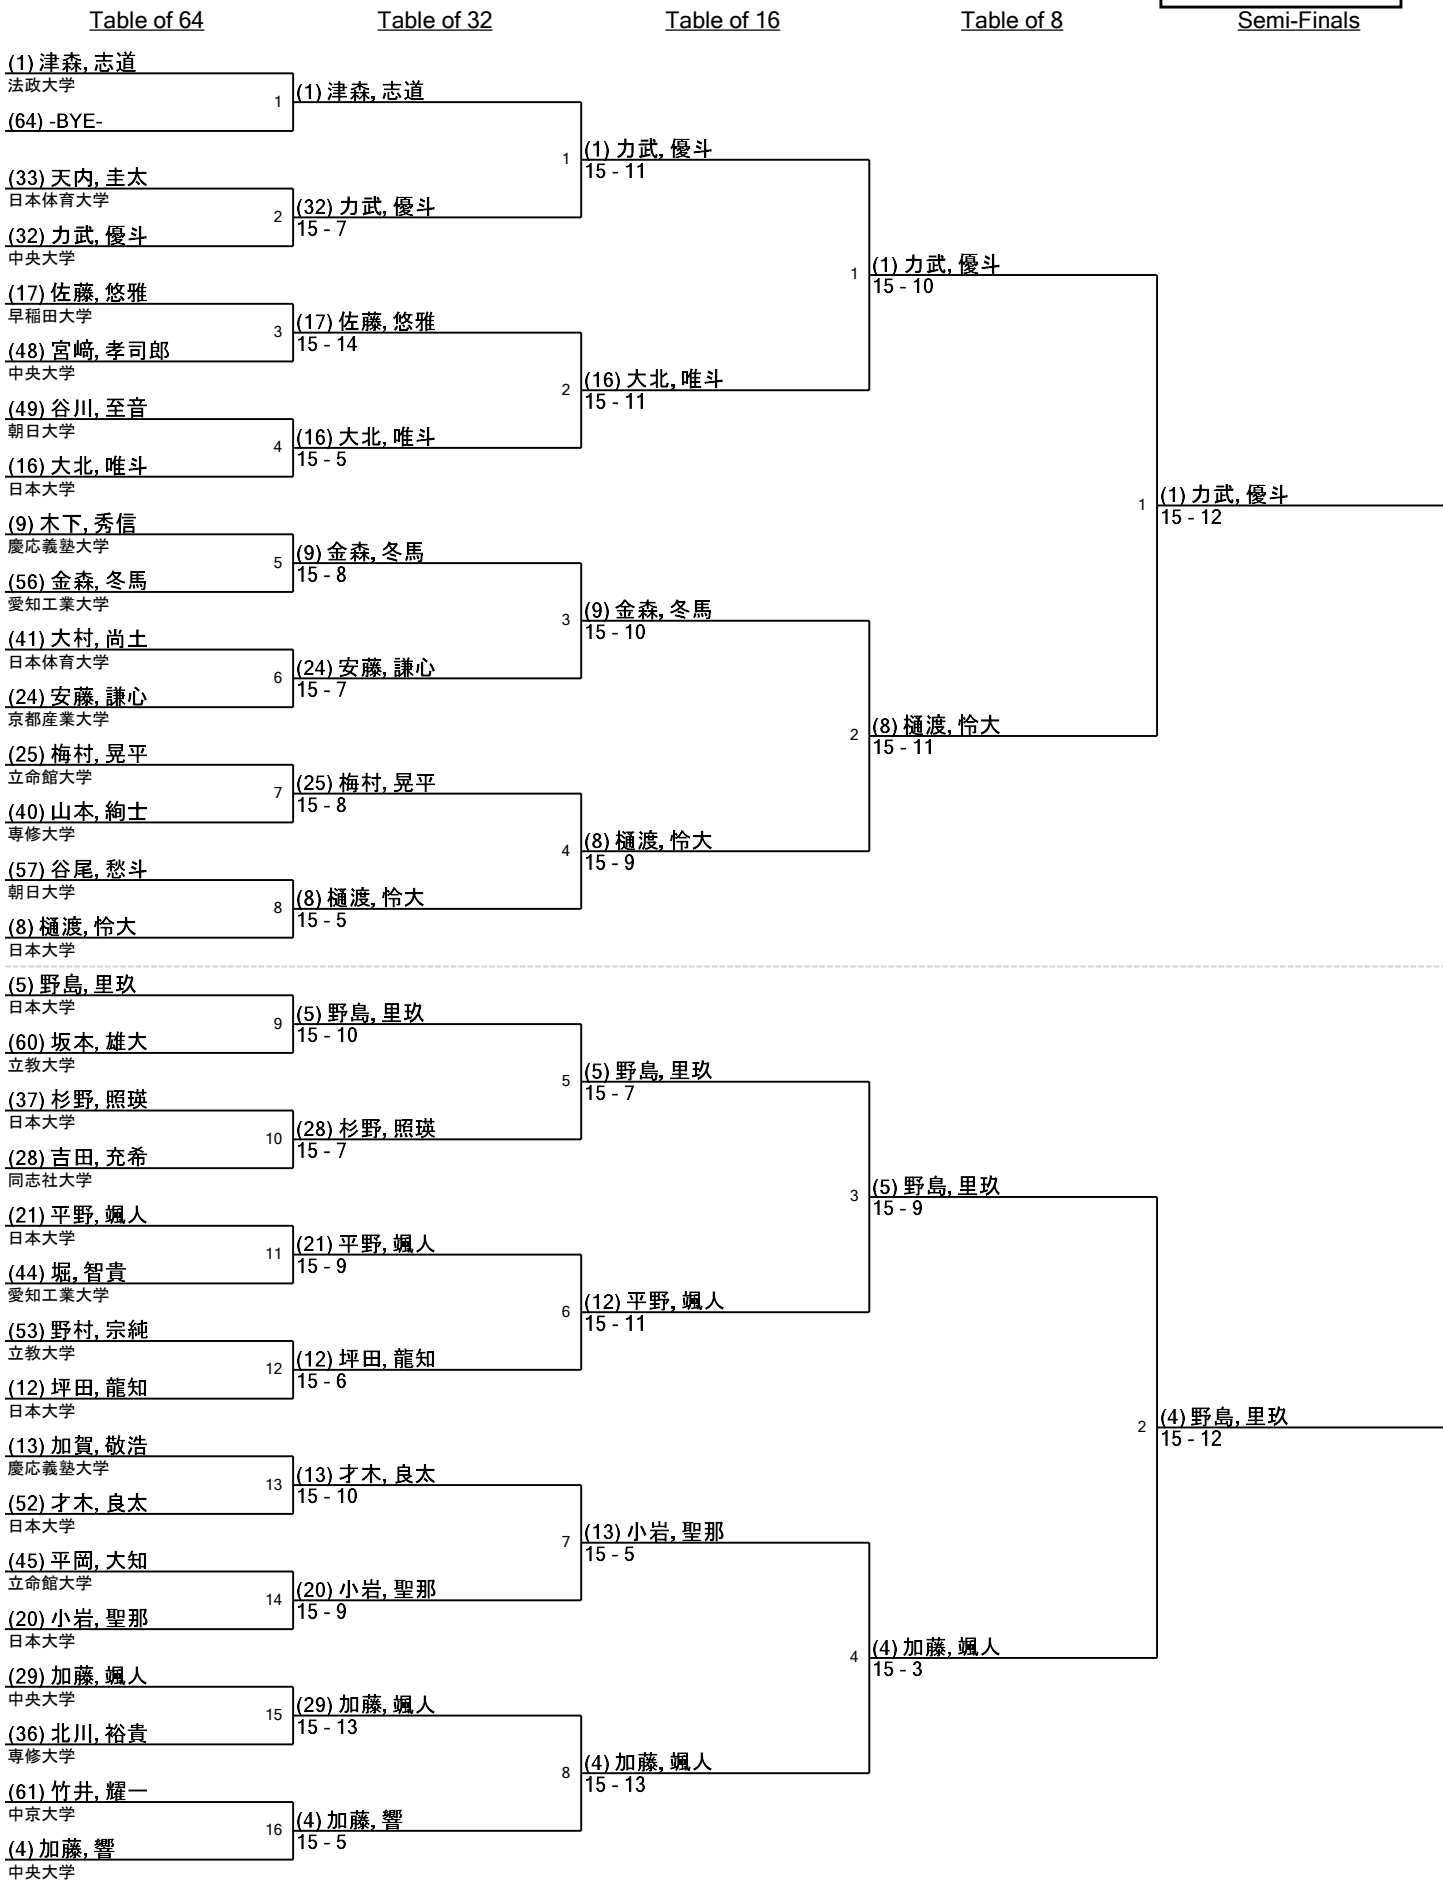 Table of 64
Table of 32
Table of 16
Table of 8
Semi-Finals
(1) 津森, 志道
法政大学
1
(64) -BYE-
(33) 天内, 圭太
日本体育大学
2
(32) 力武, 優斗
中央大学
(17) 佐藤, 悠雅
早稲田大学
3
(48) 宮﨑, 孝司郎
中央大学
(49) 谷川, 至音
朝日大学
4
(16) 大北, 唯斗
日本大学
(9) 木下, 秀信
慶応義塾大学
5
(56) 金森, 冬馬
愛知工業大学
(41) 大村, 尚土
日本体育大学
6
(24) 安藤, 謙心
京都産業大学
(25) 梅村, 晃平
立命館大学
7
(40) 山本, 絢士
専修大学
(57) 谷尾, 愁斗
朝日大学
8
(8) 樋渡, 怜大
日本大学
(5) 野島, 里玖
日本大学
9
(60) 坂本, 雄大
立教大学
(37) 杉野, 照瑛
日本大学
10
(28) 吉田, 充希
同志社大学
(21) 平野, 颯人
日本大学
11
(44) 堀, 智貴
愛知工業大学
(53) 野村, 宗純
立教大学
12
(12) 坪田, 龍知
日本大学
(13) 加賀, 敬浩
慶応義塾大学
13
(52) 才木, 良太
日本大学
(45) 平岡, 大知
立命館大学
14
(20) 小岩, 聖那
日本大学
(29) 加藤, 颯人
中央大学
15
(36) 北川, 裕貴
専修大学
(61) 竹井, 耀一
中京大学
16
(4) 加藤, 響
中央大学
(1) 津森, 志道
1
(32) 力武, 優斗
15 - 7
(17) 佐藤, 悠雅
15 - 14
2
(16) 大北, 唯斗
15 - 5
(9) 金森, 冬馬
15 - 8
3
(24) 安藤, 謙心
15 - 7
(25) 梅村, 晃平
15 - 8
4
(8) 樋渡, 怜大
15 - 5
(5) 野島, 里玖
15 - 10
5
(28) 杉野, 照瑛
15 - 7
(21) 平野, 颯人
15 - 9
6
(12) 坪田, 龍知
15 - 6
(13) 才木, 良太
15 - 10
7
(20) 小岩, 聖那
15 - 9
(29) 加藤, 颯人
15 - 13
8
(4) 加藤, 響
15 - 5
(1) 力武, 優斗
15 - 11
1
(16) 大北, 唯斗
15 - 11
(9) 金森, 冬馬
15 - 10
2
(8) 樋渡, 怜大
15 - 9
(5) 野島, 里玖
15 - 7
3
(12) 平野, 颯人
15 - 11
(13) 小岩, 聖那
15 - 5
4
(4) 加藤, 颯人
15 - 13
(1) 力武, 優斗
15 - 10
1
(8) 樋渡, 怜大
15 - 11
(5) 野島, 里玖
15 - 9
2
(4) 加藤, 颯人
15 - 3
(1) 力武, 優斗
15 - 12
(4) 野島, 里玖
15 - 12